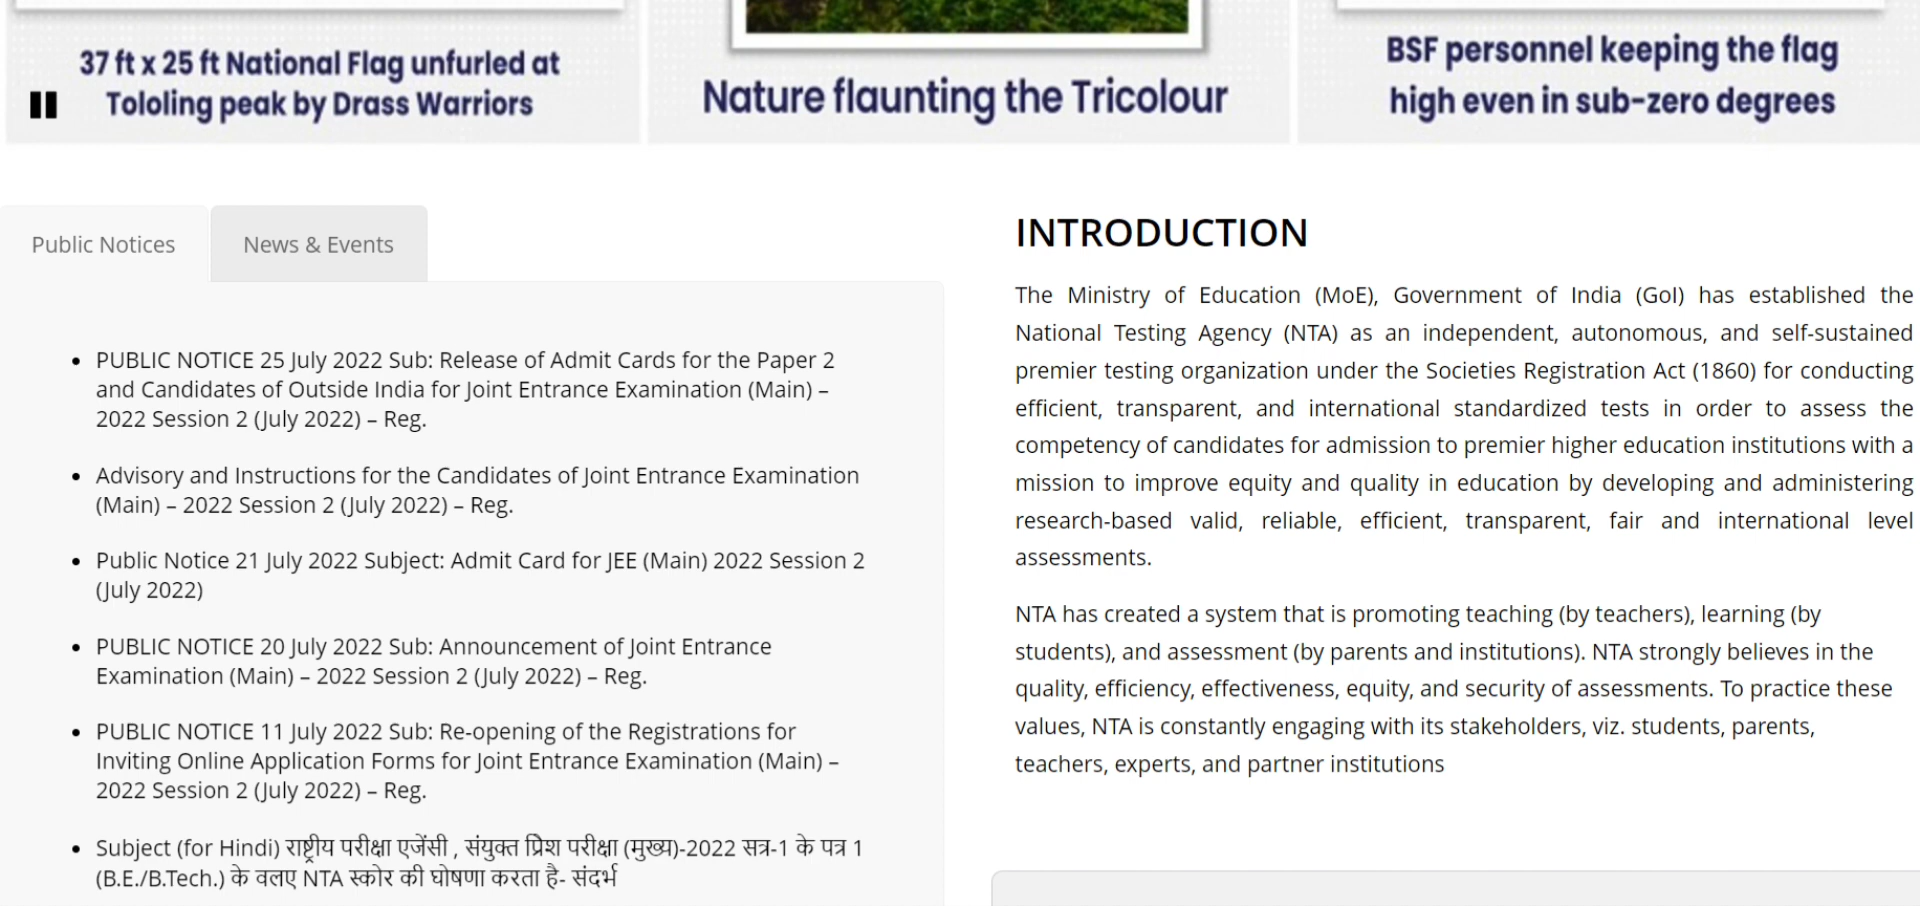 37 ft x 25 ft National Flag unfurled at
Tololing peak by Drass Warriors
Nature flaunting the Tricolour
BSF personnel keeping the flag
high even in sub-zero degrees
Public Notices
News & Events
PUBLIC NOTICE 25 July 2022 Sub: Release of Admit Cards for the Paper 2
and Candidates of Outside India for Joint Entrance Examination (Main) –
2022 Session 2 (July 2022) – Reg.
Advisory and Instructions for the Candidates of Joint Entrance Examination
(Main) – 2022 Session 2 (July 2022) – Reg.
Public Notice 21 July 2022 Subject: Admit Card for JEE (Main) 2022 Session 2
(July 2022)
PUBLIC NOTICE 20 July 2022 Sub: Announcement of Joint Entrance
Examination (Main) – 2022 Session 2 (July 2022) – Reg.
PUBLIC NOTICE 11 July 2022 Sub: Re-opening of the Registrations for
Inviting Online Application Forms for Joint Entrance Examination (Main) –
2022 Session 2 (July 2022) – Reg.
Subject (for Hindi) राष्ट्रीय परीक्षा एजेंसी , संयुक्त प्रिेश परीक्षा (मुख्य)-2022 सत्र-1 के पत्र 1
(B.E./B.Tech.) के वलए NTA स्कोर की घोषणा करता है- संदर्भ
INTRODUCTION
The Ministry of Education (MoE), Government of India (GoI) has established the
National Testing Agency (NTA) as an independent, autonomous, and self-sustained
premier testing organization under the Societies Registration Act (1860) for conducting
efficient, transparent, and international standardized tests in order to assess the
competency of candidates for admission to premier higher education institutions with a
mission to improve equity and quality in education by developing and administering
research-based valid, reliable, efficient, transparent, fair and international level
assessments.
NTA has created a system that is promoting teaching (by teachers), learning (by
students), and assessment (by parents and institutions). NTA strongly believes in the
quality, efficiency, effectiveness, equity, and security of assessments. To practice these
values, NTA is constantly engaging with its stakeholders, viz. students, parents,
teachers, experts, and partner institutions